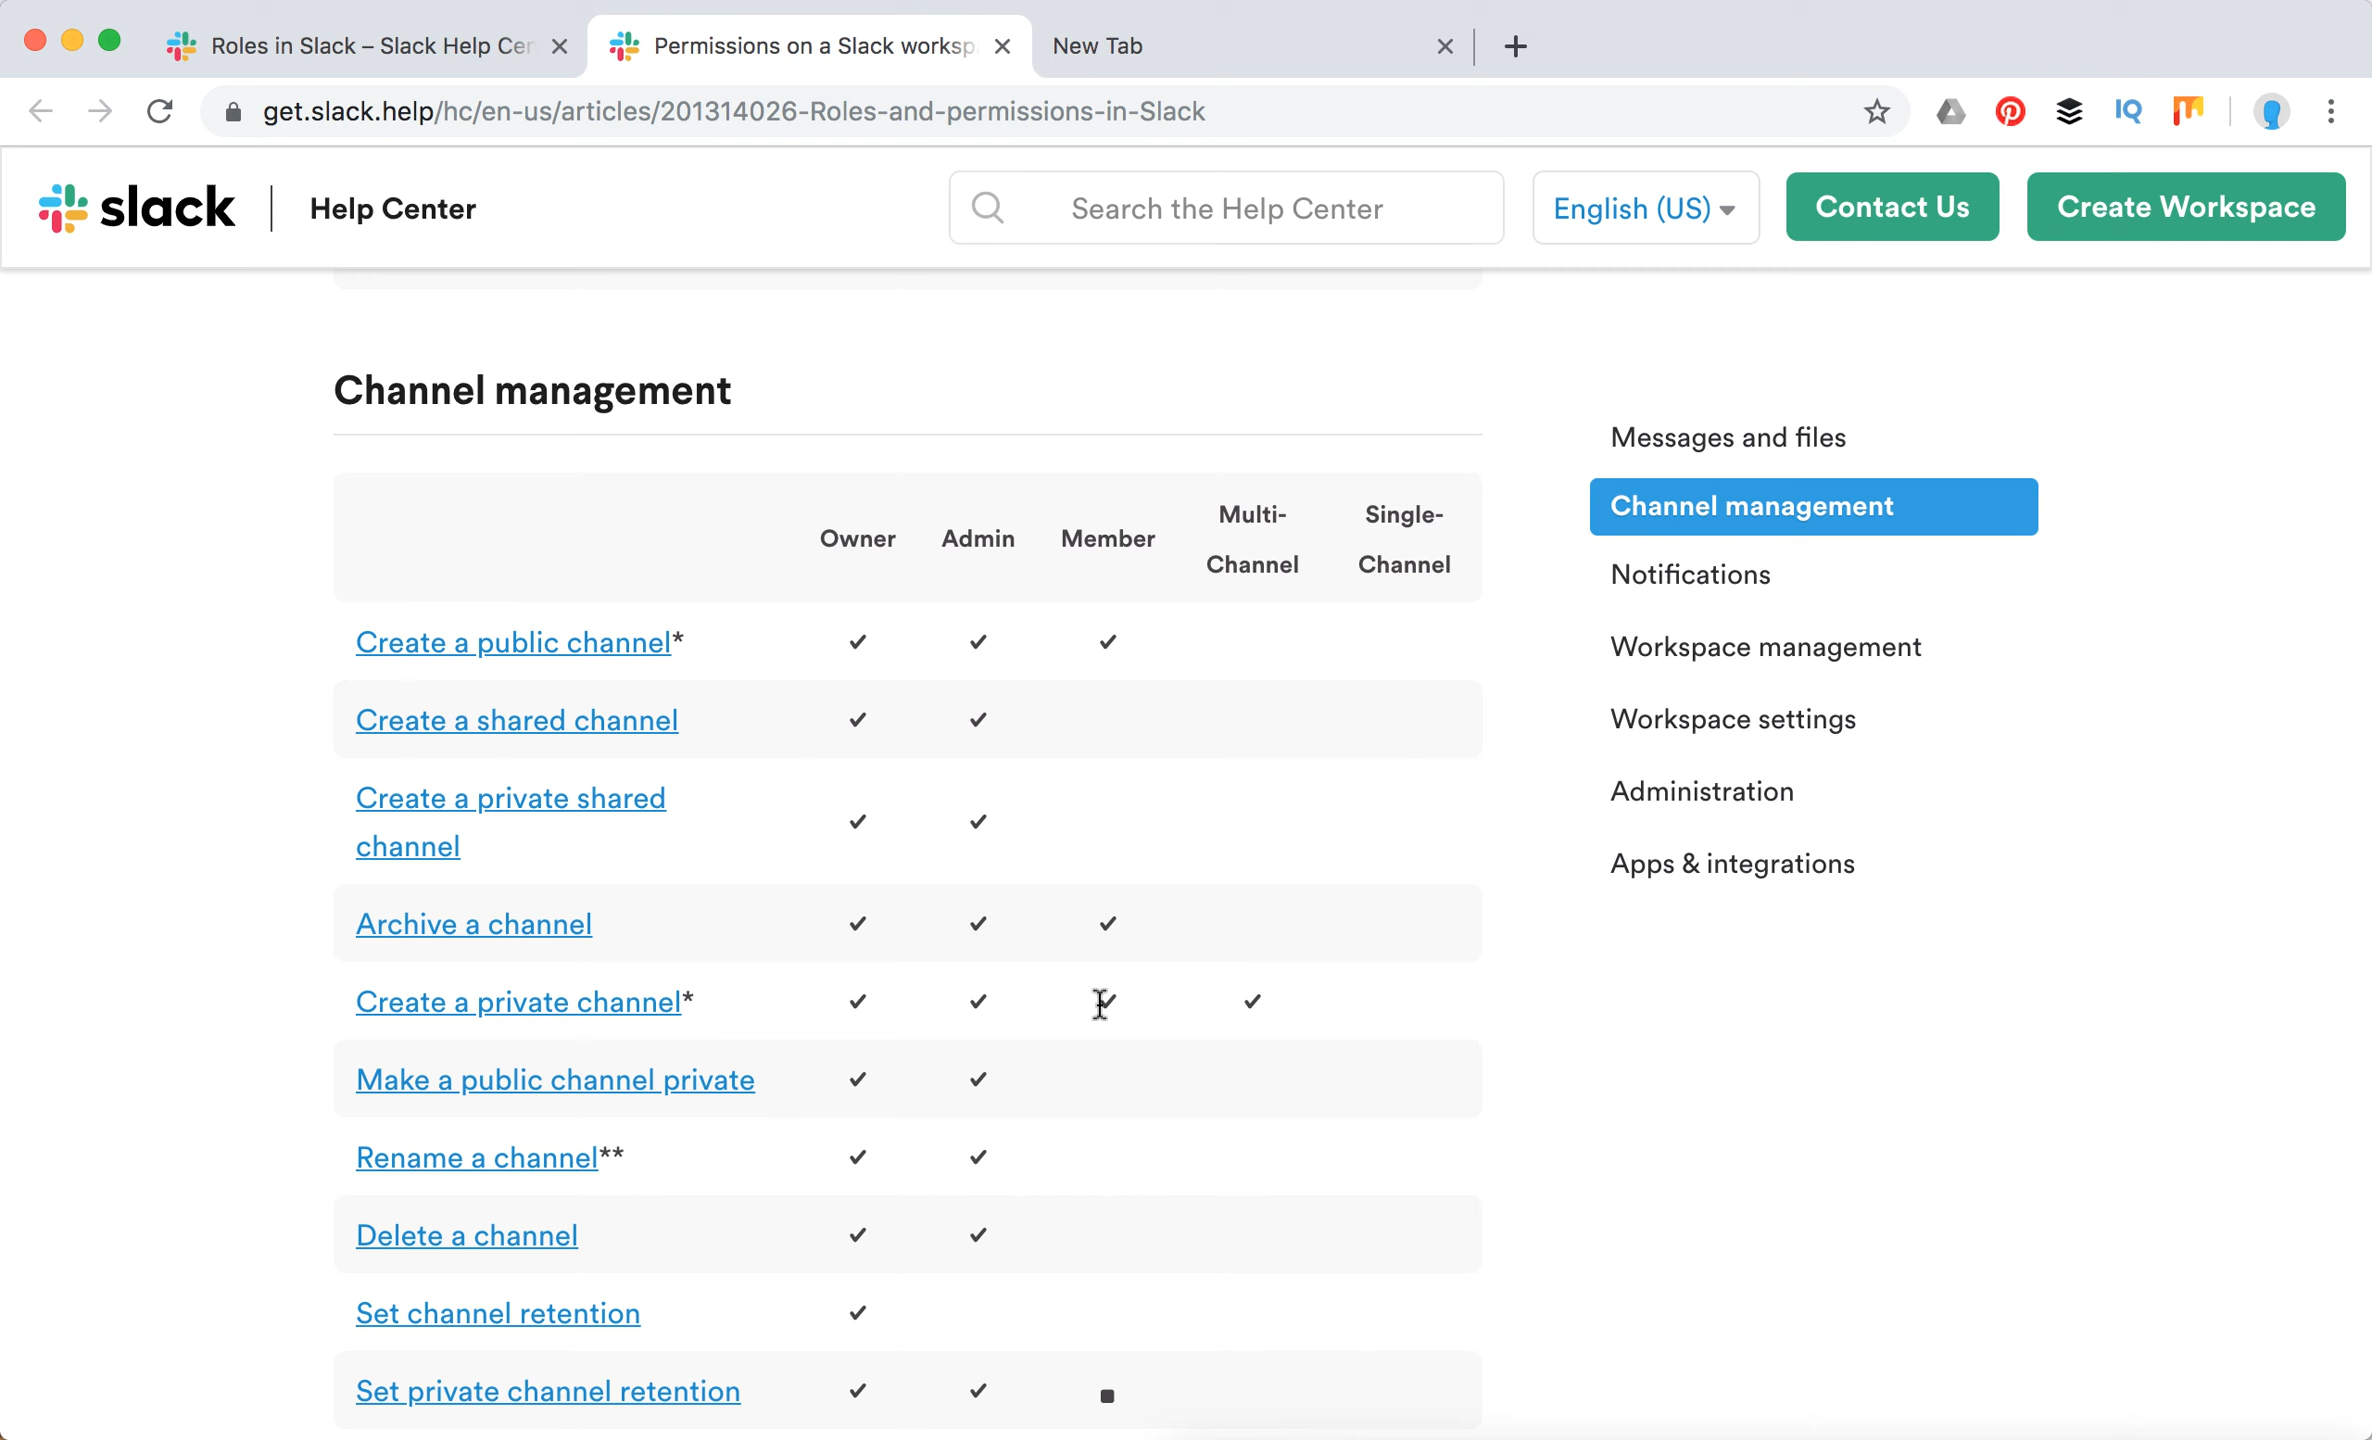 Roles in Slack – Slack Help Cen
Permissions on a Slack worksp
New Tab
get.slack.help/hc/en-us/articles/201314026-Roles-and-permissions-in-Slack
IQ
slack
Help Center
Search the Help Center
English (US)
Contact Us
Create Workspace
Channel management
Owner Admin Member Multi-Channel Single-Channel
Create a public channel* ✓ ✓ ✓
Create a shared channel ✓ ✓
Create a private shared
channel ✓ ✓
Archive a channel ✓ ✓ ✓
Create a private channel* ✓ ✓ ✓ ✓
Make a public channel private ✓ ✓
Rename a channel** ✓ ✓
Delete a channel ✓ ✓
Set channel retention ✓
Set private channel retention ✓ ✓ ■
Messages and files
Channel management
Notifications
Workspace management
Workspace settings
Administration
Apps & integrations